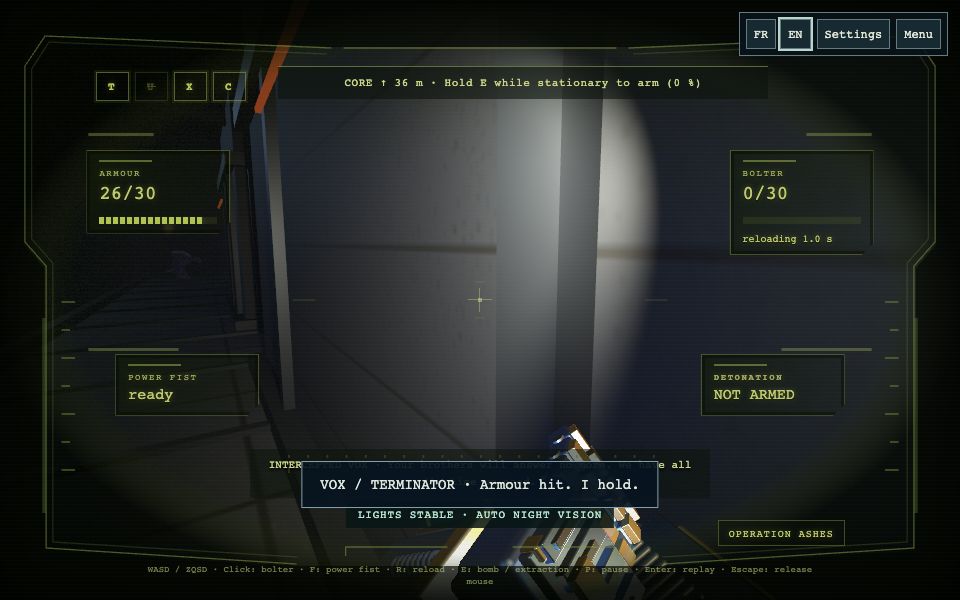 FR EN Settings Menu
T U X C
CORE ↑ 36 m · Hold E while stationary to arm (0 %)
ARMOUR
26/30
BOLTER
0/30
reloading 1.0 s
POWER FIST
ready
DETONATION
NOT ARMED
INTERCEPTED VOX · Your brothers will answer have all
VOX / TERMINATOR · Armour hit. I hold.
LIGHTS STABLE · AUTO NIGHT VISION
OPERATION ASHES
WASD / ZQSD · Click: bolter · F: power fist · R: reload · E: bomb / extraction · P: pause · Enter: replay · Escape: release
mouse